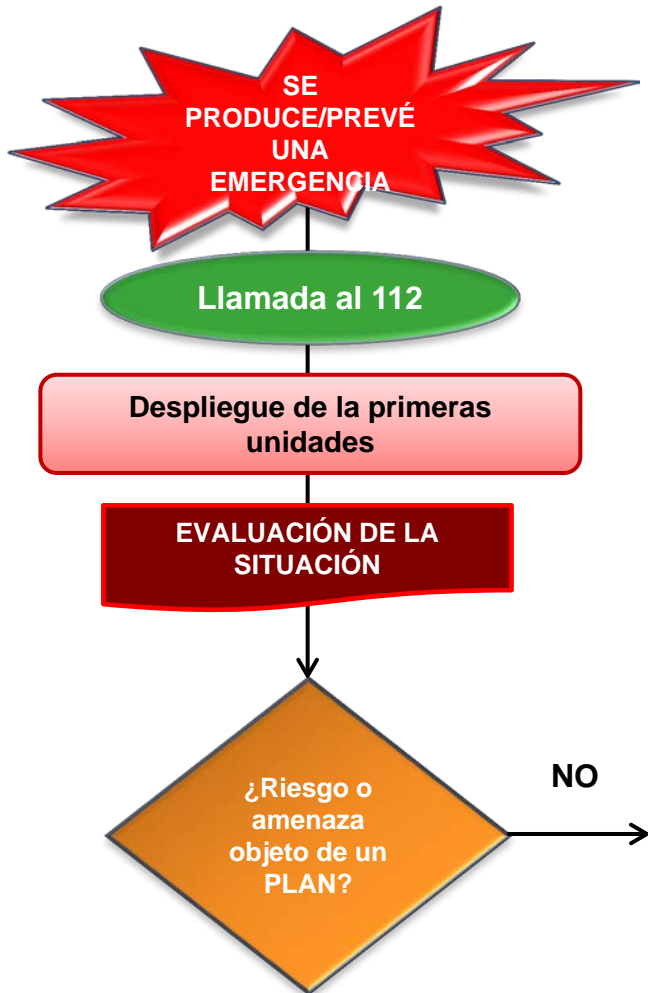 SE
PRODUCE/PREVÉ
UNA
EMERGENCIA
Llamada al 112
Despliegue de la primeras
unidades
EVALUACIÓN DE LA
SITUACIÓN
¿Riesgo o
amenaza
objeto de un
PLAN?
NO